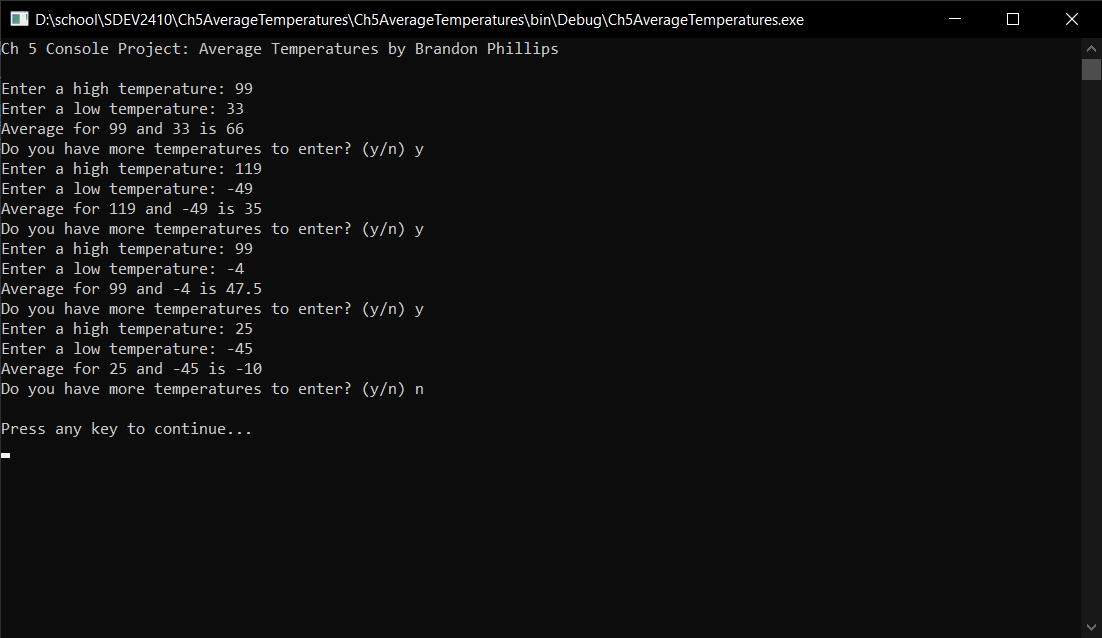 D:\school\SDEV2410\Ch5AverageTemperatures\Ch5AverageTemperatures\bin\Debug\Ch5AverageTemperatures.exe
Ch 5 Console Project: Average Temperatures by Brandon Phillips
Enter a high temperature: 99
Enter a low temperature: 33
Average for 99 and 33 is 66
Do you have more temperatures to enter? (y/n) y
Enter a high temperature: 119
Enter a low temperature: -49
Average for 119 and -49 is 35
Do you have more temperatures to enter? (y/n) y
Enter a high temperature: 99
Enter a low temperature: -4
Average for 99 and -4 is 47.5
Do you have more temperatures to enter? (y/n) y
Enter a high temperature: 25
Enter a low temperature: -45
Average for 25 and -45 is -10
Do you have more temperatures to enter? (y/n) n
Press any key to continue...